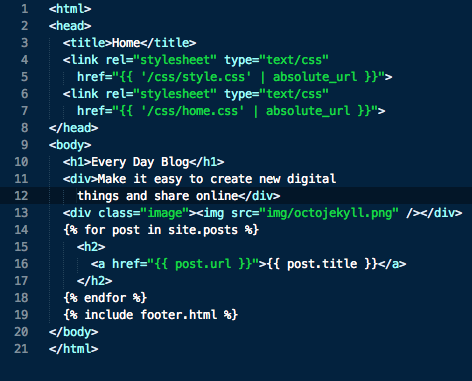 1 <html>
2 <head>
3 <title>Home</title>
4 <link rel="stylesheet" type="text/css"
5 href="{{ '/css/style.css' | absolute_url }}">
6 <link rel="stylesheet" type="text/css"
7 href="{{ '/css/home.css' | absolute_url }}">
8 </head>
9 <body>
10 <h1>Every Day Blog</h1>
11 <div>Make it easy to create new digital
12 things and share online</div>
13 <div class="image"><img src="img/octojekyll.png" /></div>
14 {% for post in site.posts %}
15 <h2>
16 <a href="{{ post.url }}">{{ post.title }}</a>
17 </h2>
18 {% endfor %}
19 {% include footer.html %}
20 </body>
21 </html>